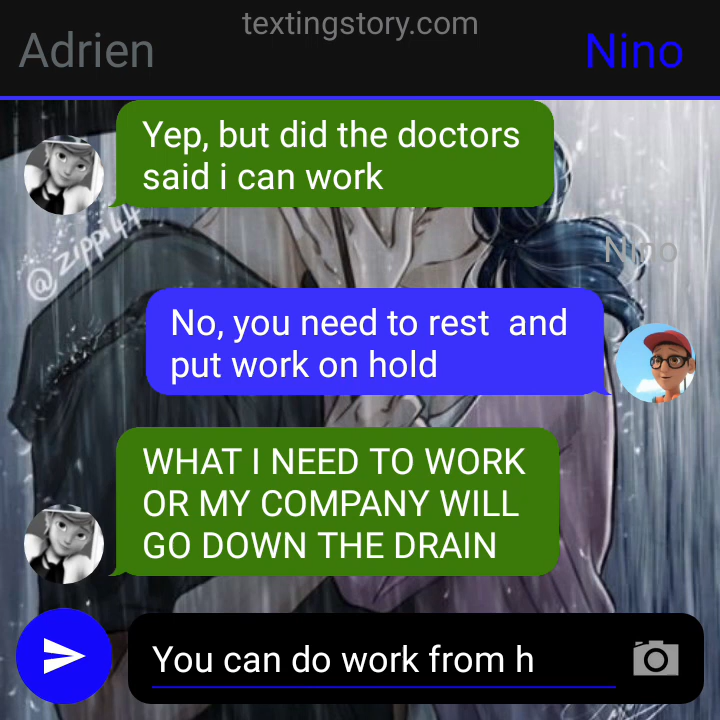 textingstory.com
Adrien
Nino
Yep, but did the doctors
said i can work
@zippi44
Nino
No, you need to rest  and
put work on hold
WHAT I NEED TO WORK
OR MY COMPANY WILL
GO DOWN THE DRAIN
You can do work from h